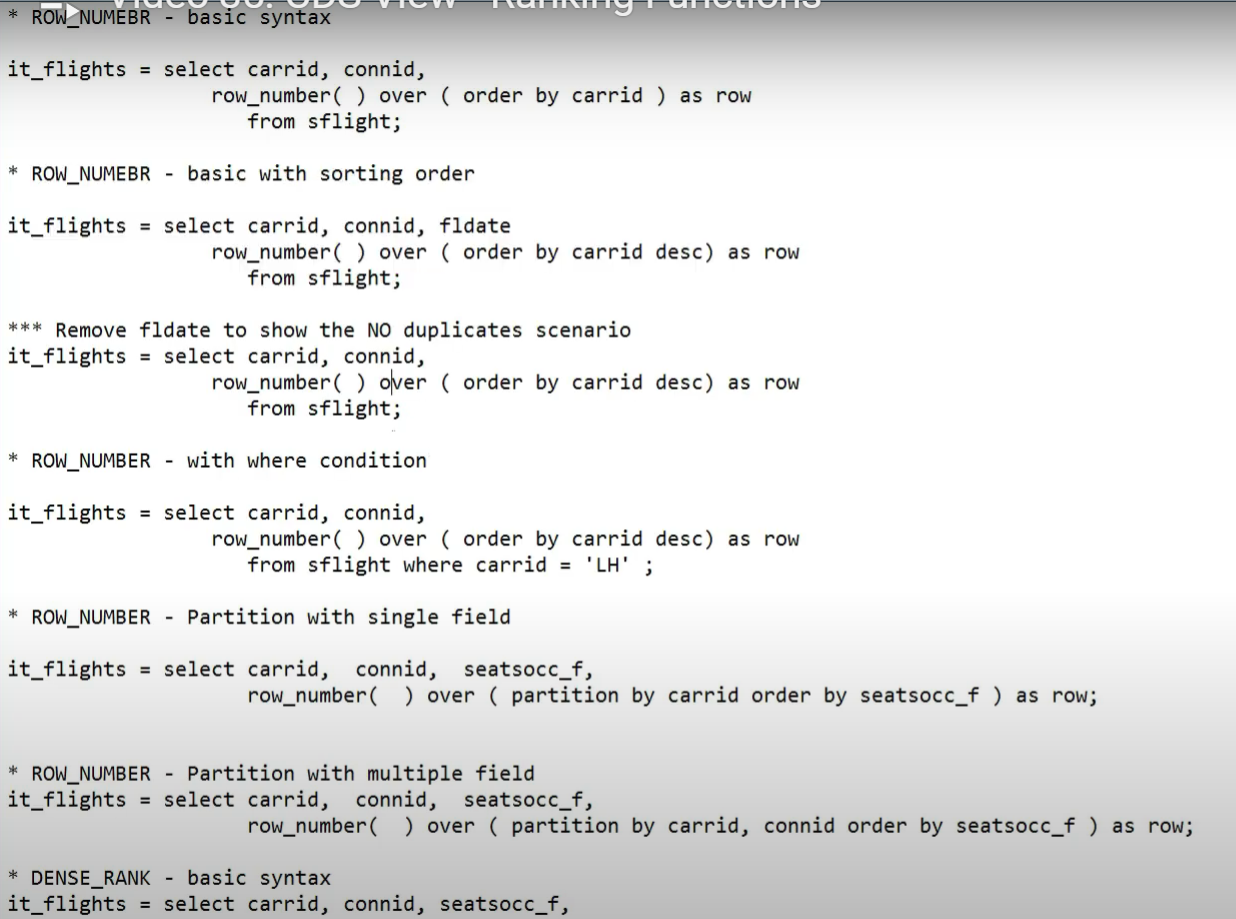 Video 86: CDS View - Ranking Functions
* ROW_NUMEBR - basic syntax
it_flights = select carrid, connid,
row_number( ) over ( order by carrid ) as row
from sflight;
* ROW_NUMEBR - basic with sorting order
it_flights = select carrid, connid, fldate
row_number( ) over ( order by carrid desc) as row
from sflight;
*** Remove fldate to show the NO duplicates scenario
it_flights = select carrid, connid,
row_number( ) over ( order by carrid desc) as row
from sflight;
* ROW_NUMBER - with where condition
it_flights = select carrid, connid,
row_number( ) over ( order by carrid desc) as row
from sflight where carrid = 'LH' ;
* ROW_NUMBER - Partition with single field
it_flights = select carrid,  connid,  seatsocc_f,
row_number(  ) over ( partition by carrid order by seatsocc_f ) as row;
* ROW_NUMBER - Partition with multiple field
it_flights = select carrid,  connid,  seatsocc_f,
row_number(  ) over ( partition by carrid, connid order by seatsocc_f ) as row;
* DENSE_RANK - basic syntax
it_flights = select carrid, connid, seatsocc_f,